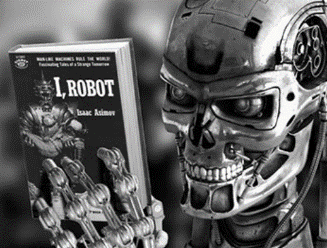 MAN-LIKE MACHINES RULE THE WORLD!
Fascinating Tales of a Strange Tomorrow
I, ROBOT
Isaac Asimov